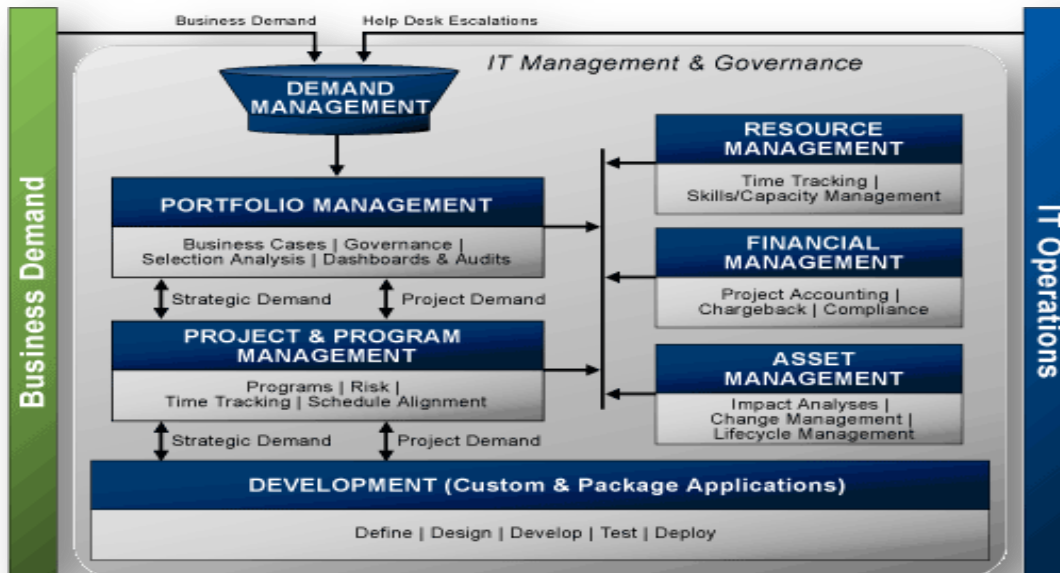 Business Demand
Help Desk Escalations
IT Management & Governance
DEMAND
MANAGEMENT
RESOURCE
MANAGEMENT
Time Tracking |
Skills/Capacity Management
PORTFOLIO MANAGEMENT
Business Cases | Governance |
Selection Analysis | Dashboards & Audits
FINANCIAL
MANAGEMENT
Project Accounting |
Chargeback | Compliance
Strategic Demand
Project Demand
PROJECT & PROGRAM
MANAGEMENT
Programs | Risk |
Time Tracking | Schedule Alignment
ASSET
MANAGEMENT
Impact Analyses |
Change Management |
Lifecycle Management
Strategic Demand
Project Demand
DEVELOPMENT (Custom & Package Applications)
Define | Design | Develop | Test | Deploy
Business Demand
IT Operations